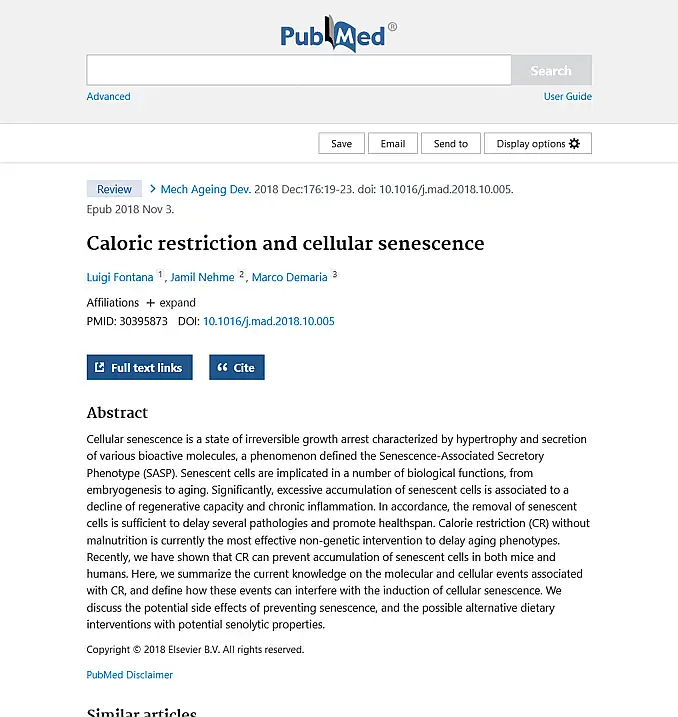 PubMed®
Search
Advanced
User Guide
Save
Email
Send to
Display options
Review
Mech Ageing Dev. 2018 Dec:176:19-23. doi: 10.1016/j.mad.2018.10.005.
Epub 2018 Nov 3.
Caloric restriction and cellular senescence
Luigi Fontana 1, Jamil Nehme 2, Marco Demaria 3
Affiliations + expand
PMID: 30395873 DOI: 10.1016/j.mad.2018.10.005
Full text links
Cite
Abstract
Cellular senescence is a state of irreversible growth arrest characterized by hypertrophy and secretion
of various bioactive molecules, a phenomenon defined the Senescence-Associated Secretory
Phenotype (SASP). Senescent cells are implicated in a number of biological functions, from
embryogenesis to aging. Significantly, excessive accumulation of senescent cells is associated to a
decline of regenerative capacity and chronic inflammation. In accordance, the removal of senescent
cells is sufficient to delay several pathologies and promote healthspan. Calorie restriction (CR) without
malnutrition is currently the most effective non-genetic intervention to delay aging phenotypes.
Recently, we have shown that CR can prevent accumulation of senescent cells in both mice and
humans. Here, we summarize the current knowledge on the molecular and cellular events associated
with CR, and define how these events can interfere with the induction of cellular senescence. We
discuss the potential side effects of preventing senescence, and the possible alternative dietary
interventions with potential senolytic properties.
Copyright © 2018 Elsevier B.V. All rights reserved.
PubMed Disclaimer
Similar articles